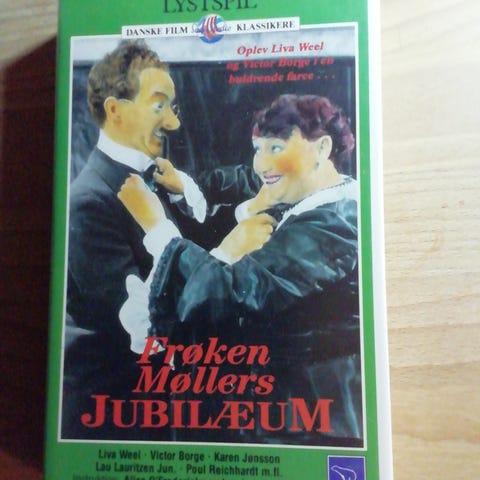 LYSTSPIL
DANSKE FILM KLASSIKERE
Oplev Liva Weel
og Victor Borge i en
buldrende farce . . .
Frøken
Møllers
JUBILÆUM
Liva Weel · Victor Borge · Karen Jønsson
Lau Lauritzen Jun. · Poul Reichhardt m.fl.